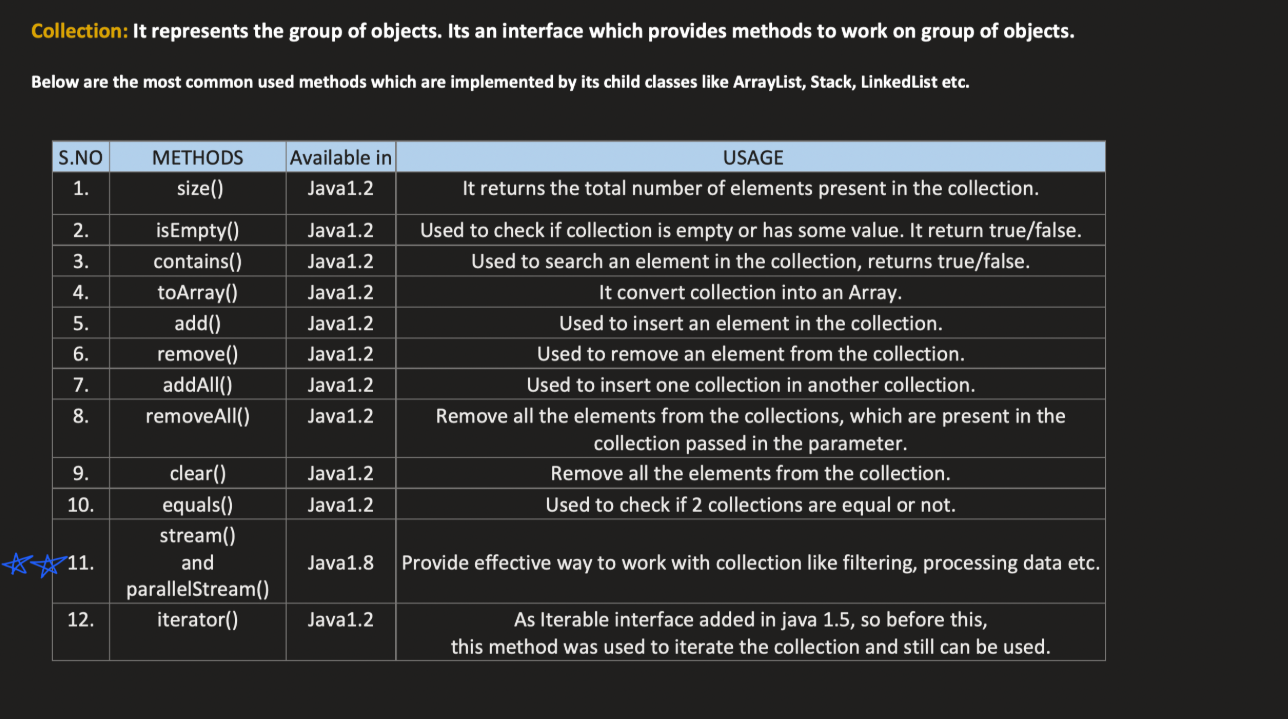 Collection: It represents the group of objects. Its an interface which provides methods to work on group of objects.
Below are the most common used methods which are implemented by its child classes like ArrayList, Stack, LinkedList etc.
S.NO METHODS Available in USAGE
1. size() Java1.2 It returns the total number of elements present in the collection.
2. isEmpty() Java1.2 Used to check if collection is empty or has some value. It return true/false.
3. contains() Java1.2 Used to search an element in the collection, returns true/false.
4. toArray() Java1.2 It convert collection into an Array.
5. add() Java1.2 Used to insert an element in the collection.
6. remove() Java1.2 Used to remove an element from the collection.
7. addAll() Java1.2 Used to insert one collection in another collection.
8. removeAll() Java1.2 Remove all the elements from the collections, which are present in the
collection passed in the parameter.
9. clear() Java1.2 Remove all the elements from the collection.
10. equals() Java1.2 Used to check if 2 collections are equal or not.
stream()
11. and Java1.8 Provide effective way to work with collection like filtering, processing data etc.
parallelStream()
12. iterator() Java1.2 As Iterable interface added in java 1.5, so before this,
this method was used to iterate the collection and still can be used.